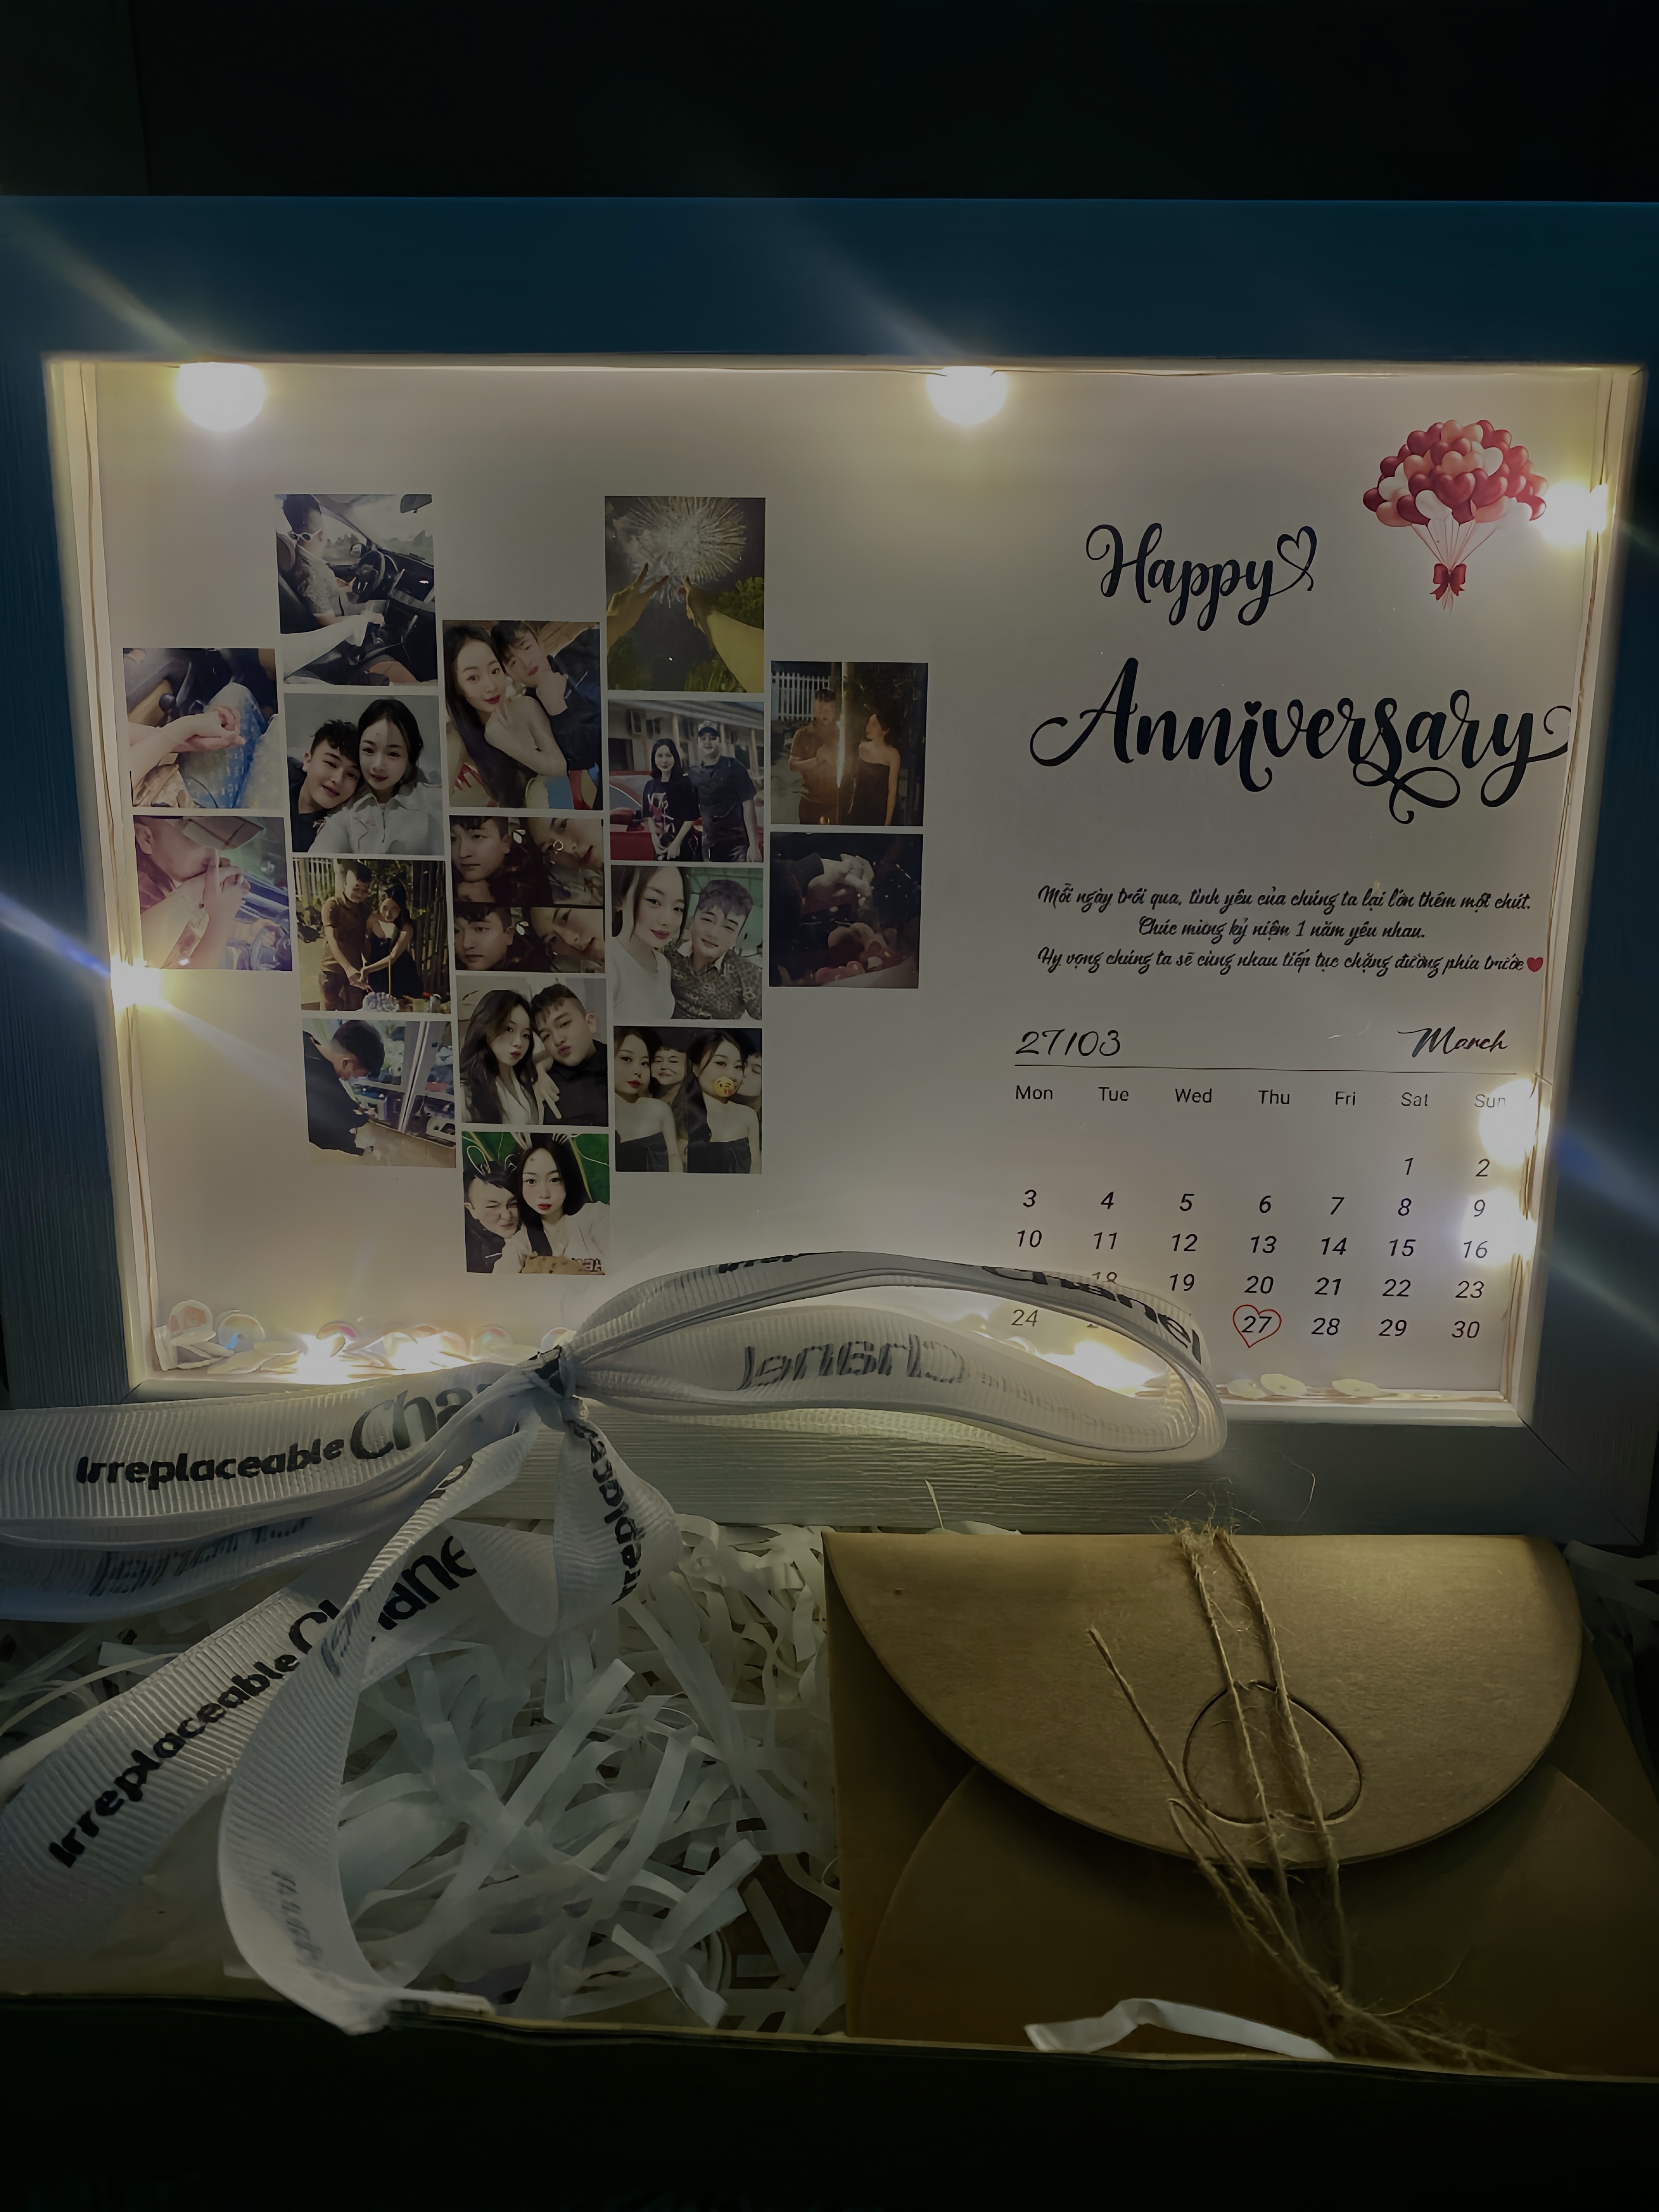 Happy
Anniversary
Mỗi ngày trôi qua, tình yêu của chúng ta lại lớn thêm một chút.
Chúc mừng kỷ niệm 1 năm yêu nhau.
Hy vọng chúng ta sẽ cùng nhau tiếp tục chặng đường phía trước
27/03 March
Mon Tue Wed Thu Fri Sat Sun
1 2
3 4 5 6 7 8 9
10 11 12 13 14 15 16
18 19 20 21 22 23
24 27 28 29 30
Chanel
Chanel
Irreplaceable Cha
Irreplaceable
Irreplaceable